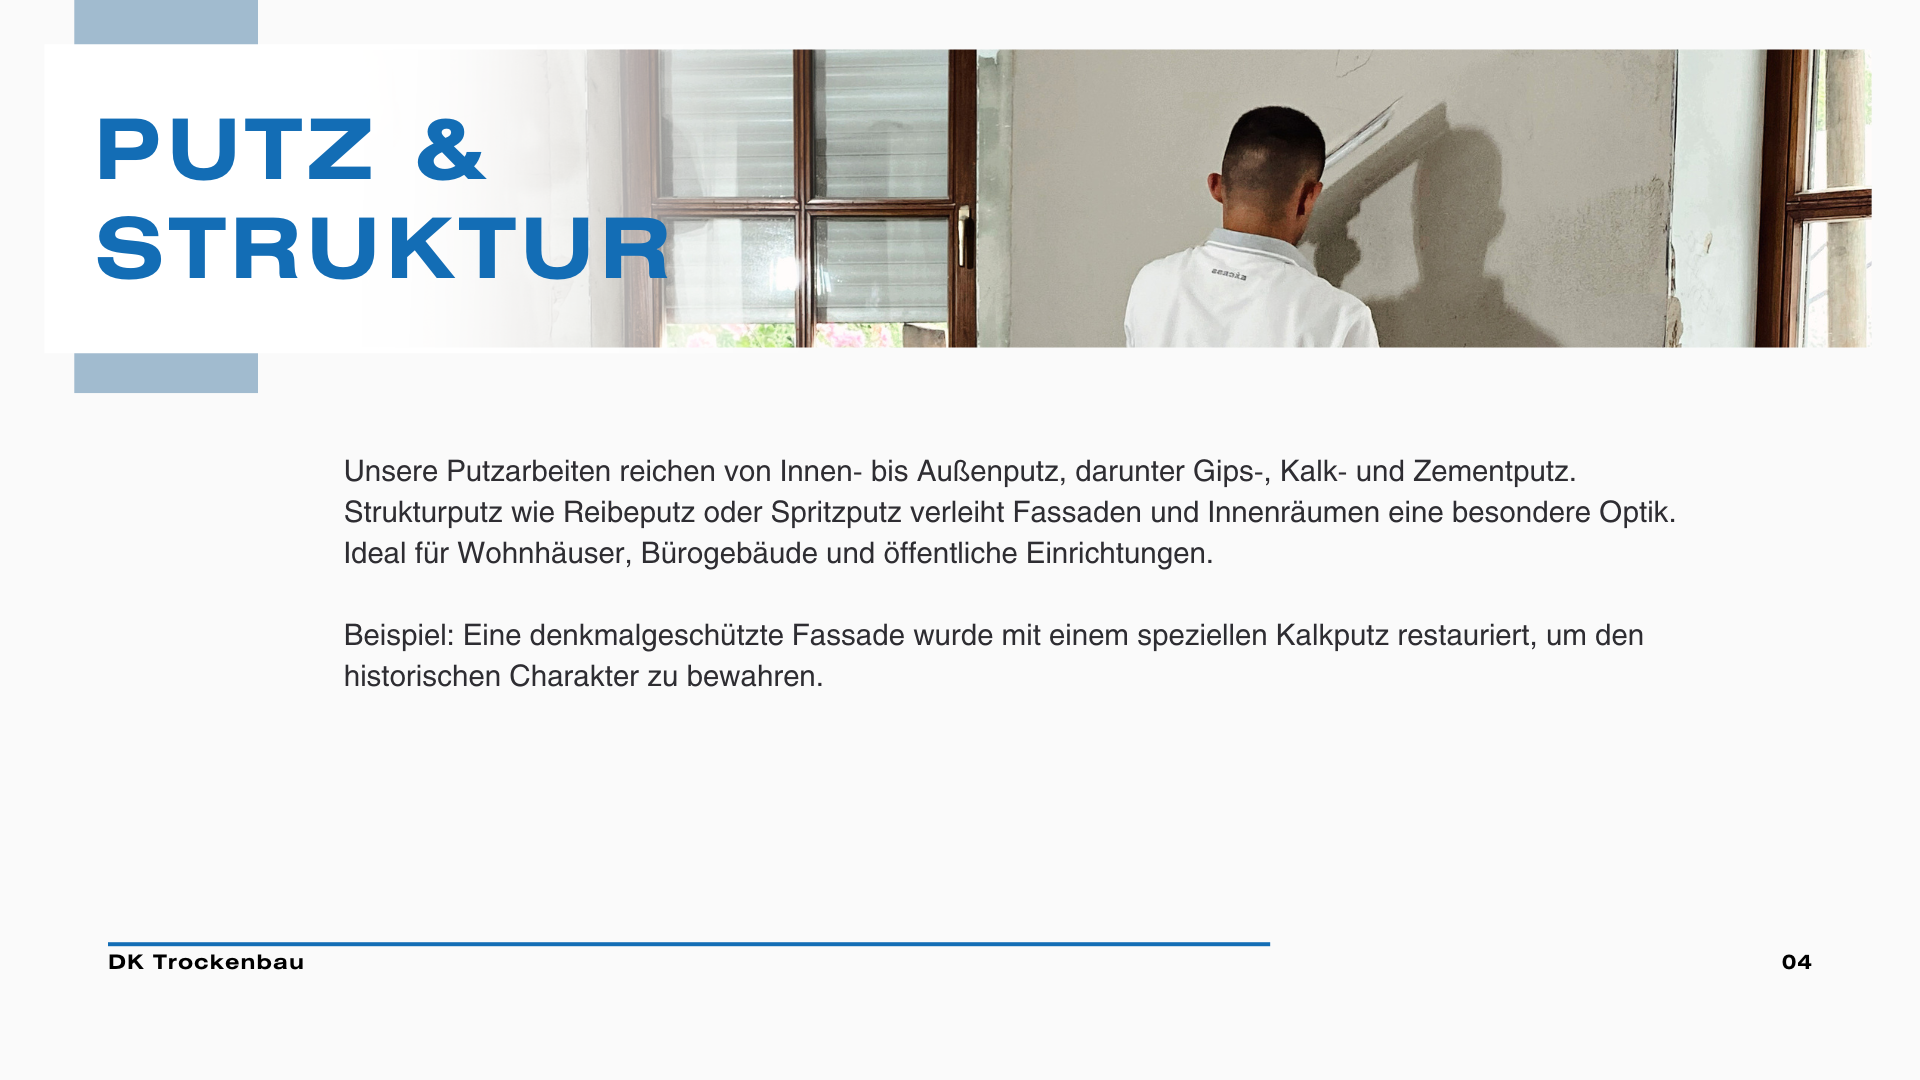 PUTZ &
STRUKTUR
Unsere Putzarbeiten reichen von Innen- bis Außenputz, darunter Gips-, Kalk- und Zementputz.
Strukturputz wie Reibeputz oder Spritzputz verleiht Fassaden und Innenräumen eine besondere Optik.
Ideal für Wohnhäuser, Bürogebäude und öffentliche Einrichtungen.
Beispiel: Eine denkmalgeschützte Fassade wurde mit einem speziellen Kalkputz restauriert, um den
historischen Charakter zu bewahren.
DK Trockenbau
04